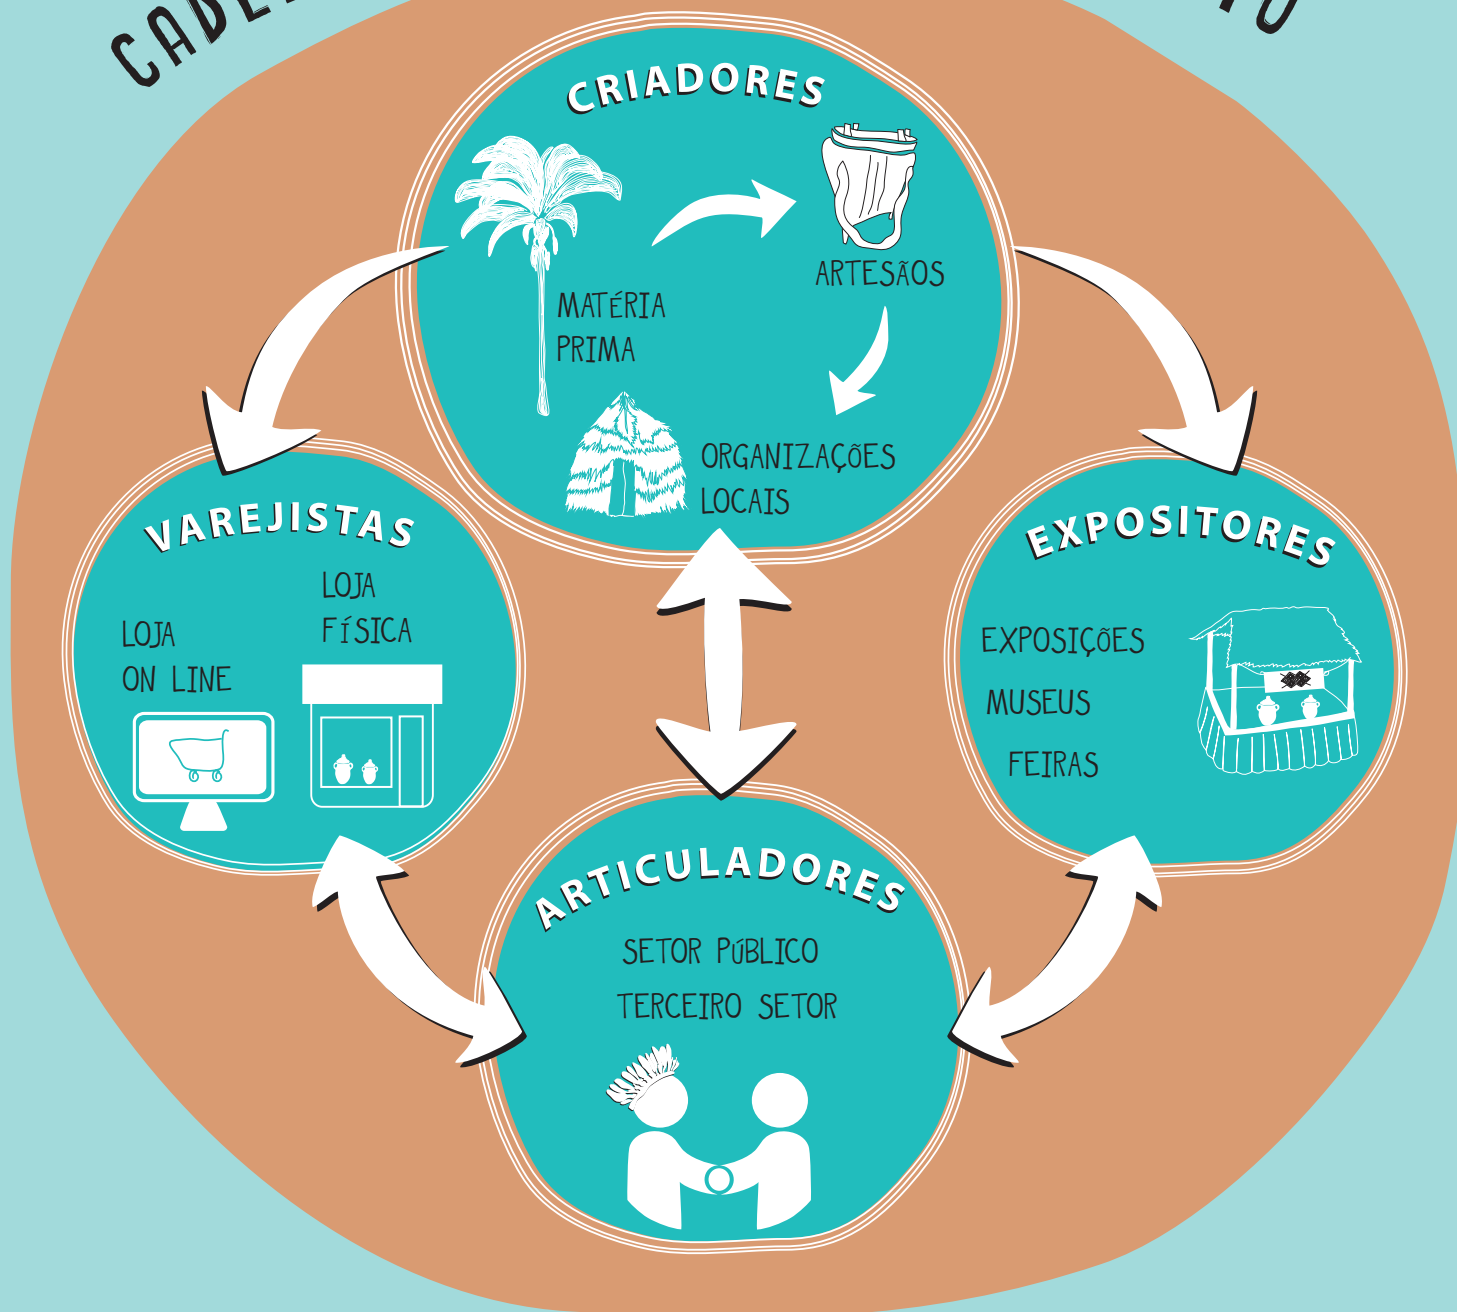 CRIADORES
MATÉRIA
PRIMA
ARTESÃOS
ORGANIZAÇÕES
LOCAIS
VAREJISTAS
LOJA
ON LINE
LOJA
FÍSICA
EXPOSITORES
EXPOSIÇÕES
MUSEUS
FEIRAS
ARTICULADORES
SETOR PÚBLICO
TERCEIRO SETOR